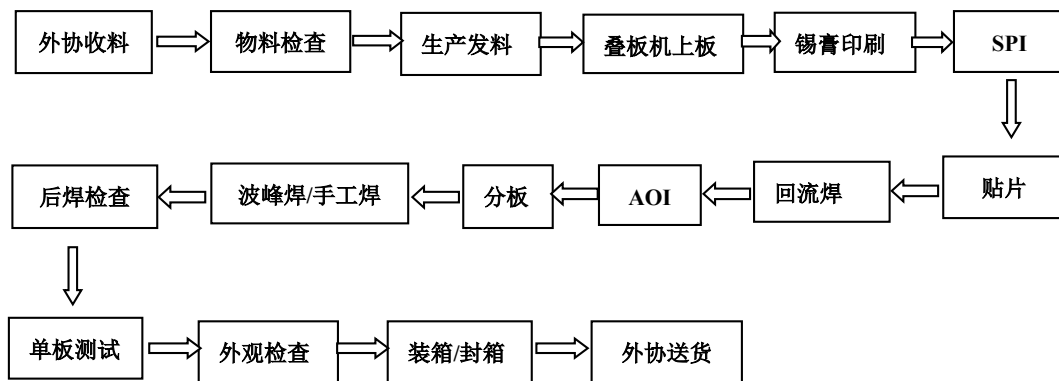 外协收料
物料检查
生产发料
叠板机上板
锡膏印刷
SPI
贴片
回流焊
AOI
分板
波峰焊/手工焊
后焊检查
单板测试
外观检查
装箱/封箱
外协送货